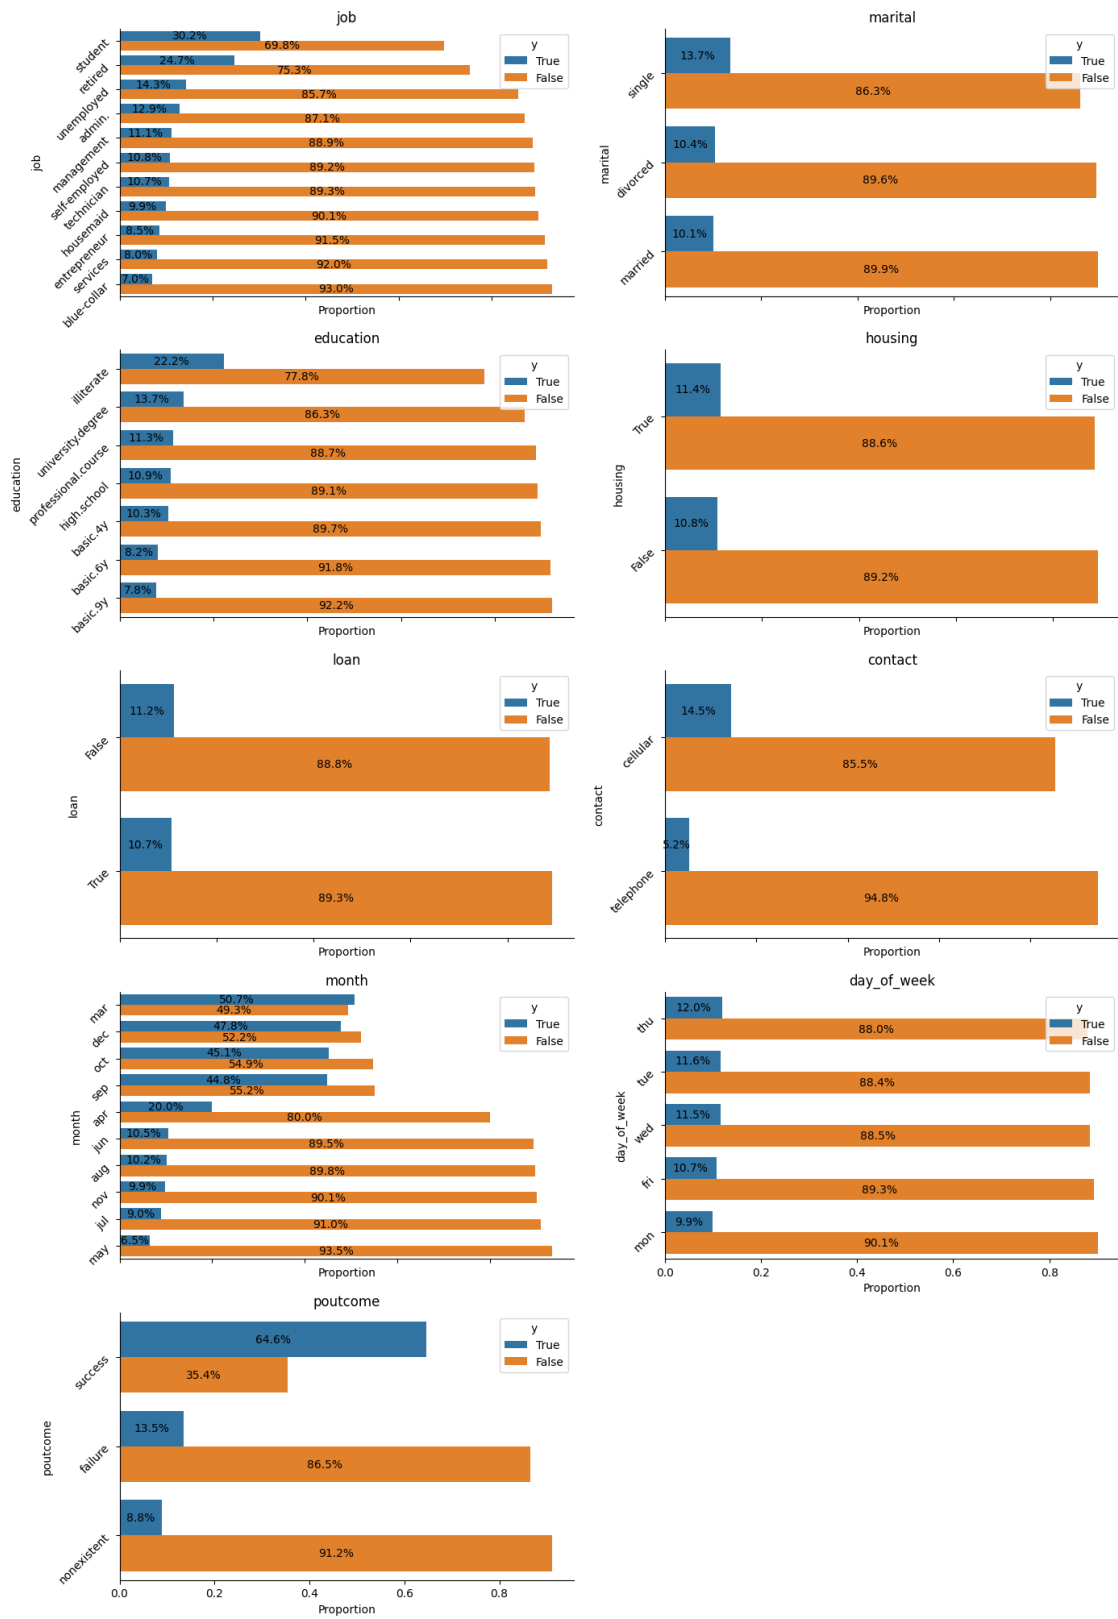 job
student
retired
unemployed
admin.
management
self-employed
technician
housemaid
entrepreneur
services
blue-collar
job
30.2%
69.8%
24.7%
75.3%
14.3%
85.7%
12.9%
87.1%
11.1%
88.9%
10.8%
89.2%
10.7%
89.3%
9.9%
90.1%
8.5%
91.5%
8.0%
92.0%
7.0%
93.0%
y
True
False
Proportion
marital
single
divorced
married
marital
13.7%
86.3%
10.4%
89.6%
10.1%
89.9%
y
True
False
Proportion
education
illiterate
university.degree
professional.course
high.school
basic.4y
basic.6y
basic.9y
education
22.2%
77.8%
13.7%
86.3%
11.3%
88.7%
10.9%
89.1%
10.3%
89.7%
8.2%
91.8%
7.8%
92.2%
y
True
False
Proportion
housing
True
False
housing
11.4%
88.6%
10.8%
89.2%
y
True
False
Proportion
loan
False
True
loan
11.2%
88.8%
10.7%
89.3%
y
True
False
Proportion
contact
cellular
telephone
contact
14.5%
85.5%
5.2%
94.8%
y
True
False
Proportion
month
mar
dec
oct
sep
apr
jun
aug
nov
jul
may
month
50.7%
49.3%
47.8%
52.2%
45.1%
54.9%
44.8%
55.2%
20.0%
80.0%
10.5%
89.5%
10.2%
89.8%
9.9%
90.1%
9.0%
91.0%
6.5%
93.5%
y
True
False
Proportion
day_of_week
thu
tue
wed
fri
mon
day_of_week
12.0%
88.0%
11.6%
88.4%
11.5%
88.5%
10.7%
89.3%
9.9%
90.1%
y
True
False
0.0 0.2 0.4 0.6 0.8
Proportion
poutcome
success
failure
nonexistent
poutcome
64.6%
35.4%
13.5%
86.5%
8.8%
91.2%
y
True
False
0.0 0.2 0.4 0.6 0.8
Proportion